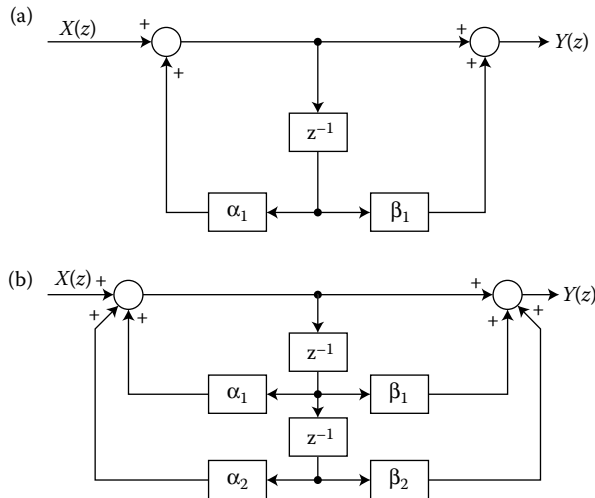 (a)
X(z) + + Y(z)
+ +
z⁻¹
α₁ β₁
(b)
X(z) + + Y(z)
+ + + +
z⁻¹
α₁ β₁
z⁻¹
α₂ β₂